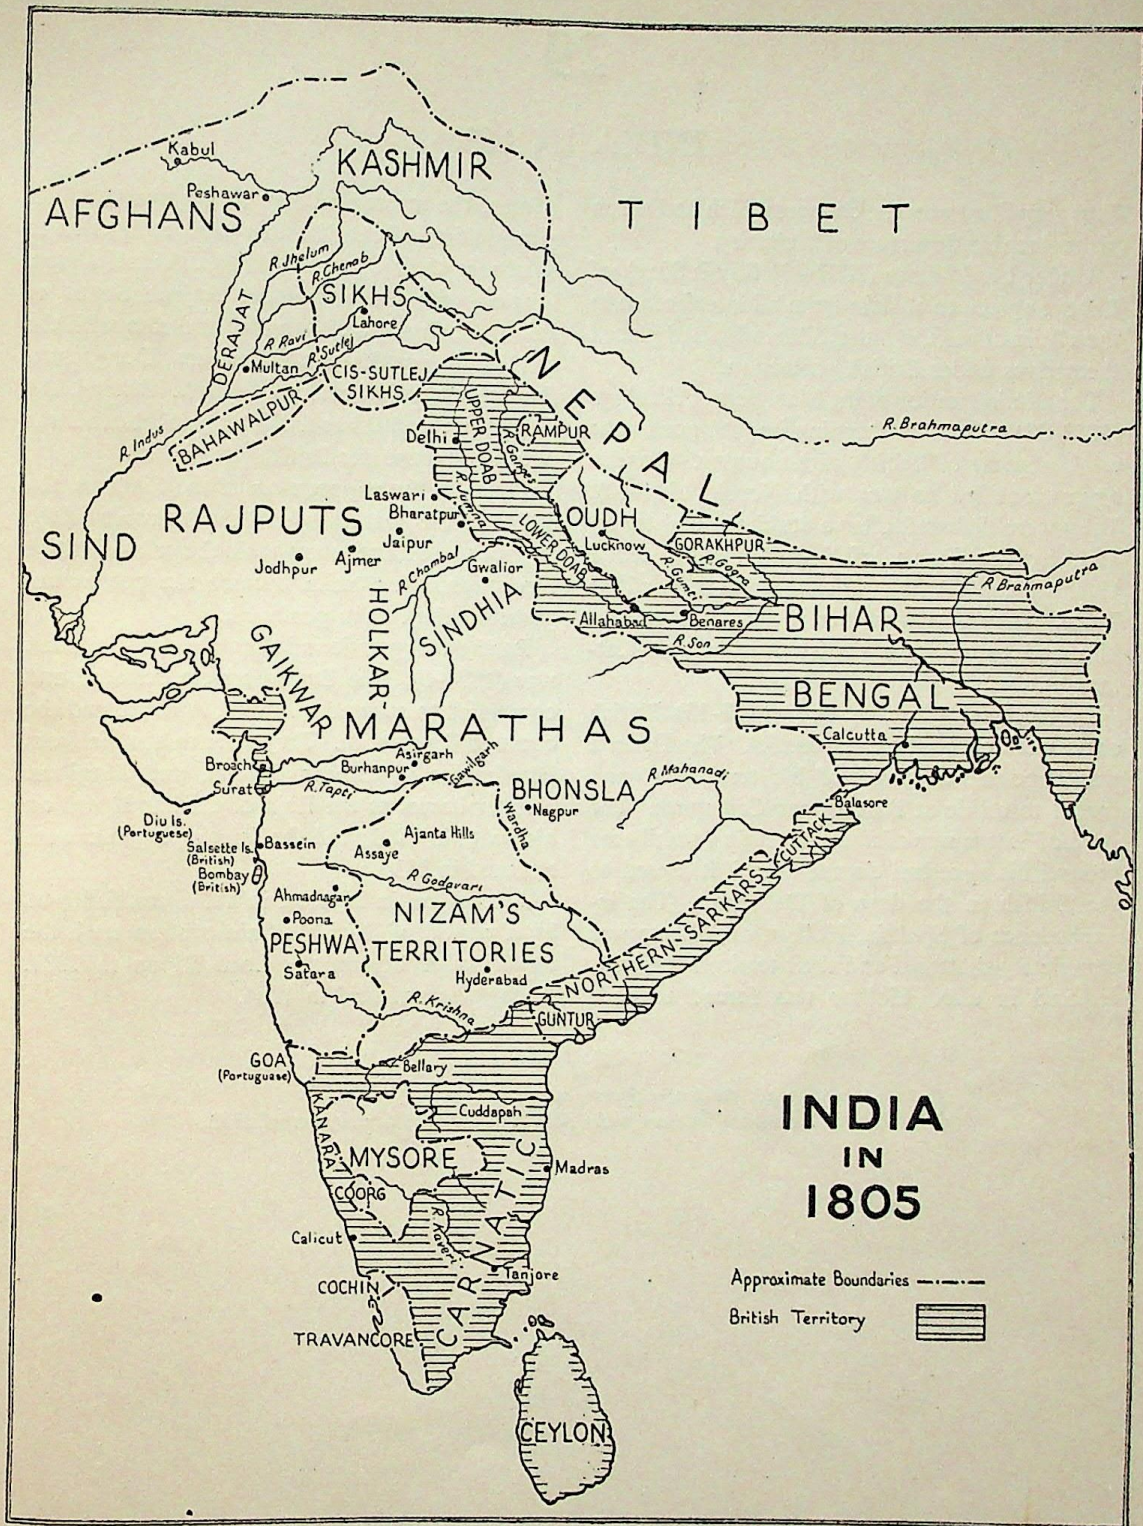 Kabul
KASHMIR
Peshawar
AFGHANS
TIBET
R. Jhelum
R. Chenab
SIKHS
Lahore
DERAJAT
R. Ravi
R. Sutlej
Multan
CIS-SUTLEJ
SIKHS
NEPAL
BAHAWALPUR
UPPER DOAB
RAMPUR
R. Indus
Delhi
R. Ganges
R. Brahmaputra
Laswari
R. Jumna
Bharatpur
RAJPUTS
OUDH
LOWER DOAB
SIND
Jaipur
Lucknow
GORAKHPUR
Ajmer
Jodhpur
R. Chambal
Gwalior
R. Gogra
R. Gumti
R. Brahmaputra
HOLKAR
SINDHIA
Allahabad
Benares
BIHAR
R. Son
GAIKWAR
BENGAL
MARATHAS
Calcutta
Broach
Asirgarh
Burhanpur
Gawilgarh
Surat
R. Tapti
BHONSLA
R. Mahanadi
Nagpur
Balasore
Diu Is.
(Portuguese)
Wardha
CUTTACK
Salsette Is.
(British)
Bassein
Ajanta Hills
Assaye
Bombay
(British)
R. Godavari
Ahmadnagar
Poona
NIZAM'S
TERRITORIES
NORTHERN SARKARS
PESHWA
Satara
Hyderabad
R. Krishna
GUNTUR
GOA
(Portuguese)
Bellary
KANARA
Cuddapah
MYSORE
CARNATIC
Madras
COORG
R. Kaveri
Calicut
Tanjore
COCHIN
TRAVANCORE
CEYLON
INDIA
IN
1805
Approximate Boundaries
British Territory